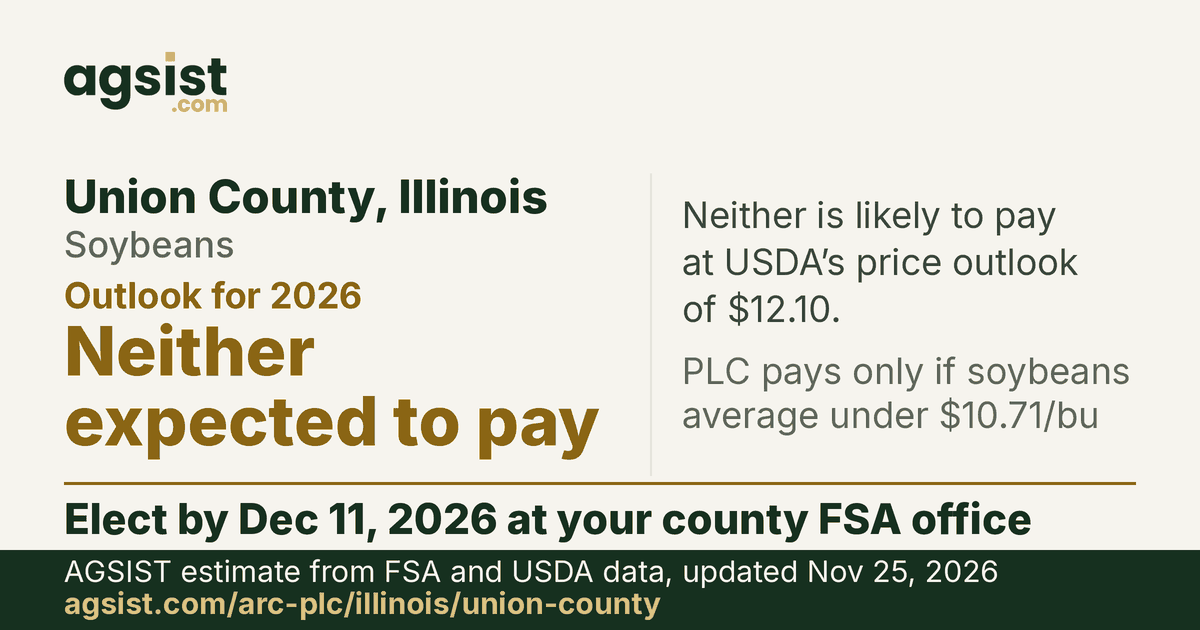 agsist
.com
Union County, Illinois
Soybeans
Outlook for 2026
Neither
expected to pay
Neither is likely to pay
at USDA’s price outlook
of $12.10.
PLC pays only if soybeans
average under $10.71/bu
Elect by Dec 11, 2026 at your county FSA office
AGSIST estimate from FSA and USDA data, updated Nov 25, 2026
agsist.com/arc-plc/illinois/union-county